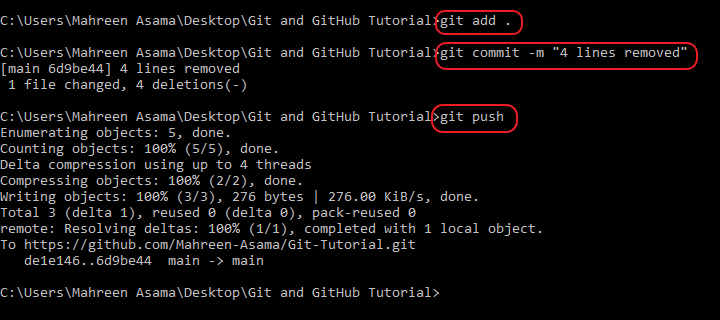 C:\Users\Mahreen Asama\Desktop\Git and GitHub Tutorial>git add .
C:\Users\Mahreen Asama\Desktop\Git and GitHub Tutorial>git commit -m "4 lines removed"
[main 6d9be44] 4 lines removed
 1 file changed, 4 deletions(-)
C:\Users\Mahreen Asama\Desktop\Git and GitHub Tutorial>git push
Enumerating objects: 5, done.
Counting objects: 100% (5/5), done.
Delta compression using up to 4 threads
Compressing objects: 100% (2/2), done.
Writing objects: 100% (3/3), 276 bytes | 276.00 KiB/s, done.
Total 3 (delta 1), reused 0 (delta 0), pack-reused 0
remote: Resolving deltas: 100% (1/1), completed with 1 local object.
To https://github.com/Mahreen-Asama/Git-Tutorial.git
   de1e146..6d9be44  main -> main
C:\Users\Mahreen Asama\Desktop\Git and GitHub Tutorial>